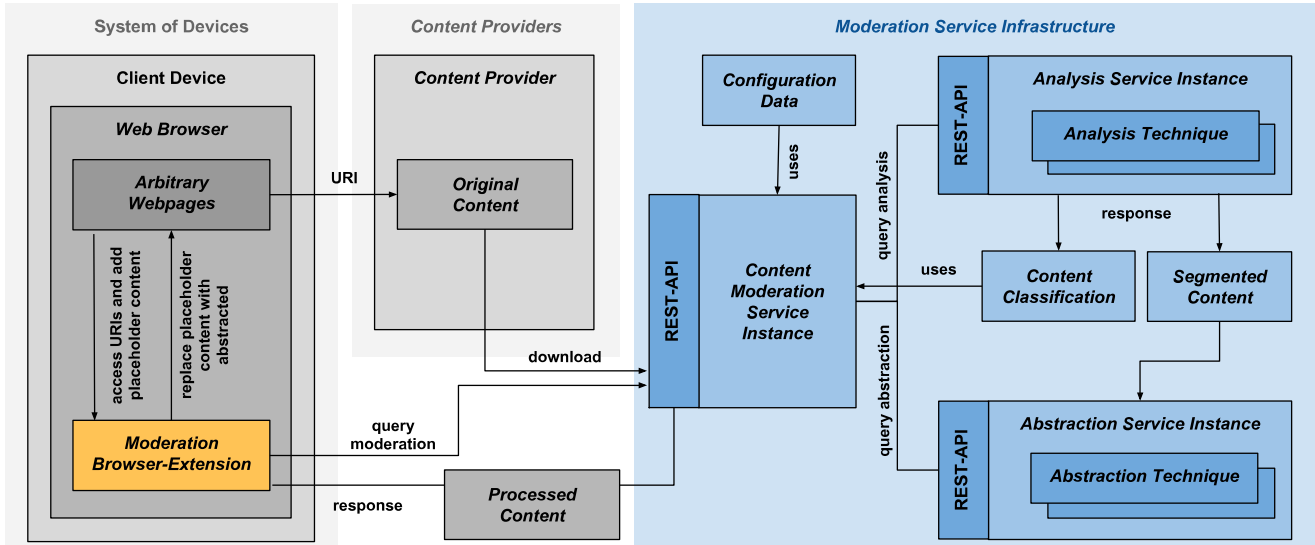 System of Devices
Content Providers
Moderation Service Infrastructure
Client Device
Web Browser
Arbitrary
Webpages
access URIs and add
placeholder content
replace placeholder
content with
abstracted
Moderation
Browser-Extension
URI
Content Provider
Original
Content
download
query
moderation
response
Processed
Content
Configuration
Data
uses
REST-API
Content
Moderation
Service
Instance
query analysis
query abstraction
REST-API
Analysis Service Instance
Analysis Technique
response
uses
Content
Classification
Segmented
Content
REST-API
Abstraction Service Instance
Abstraction Technique